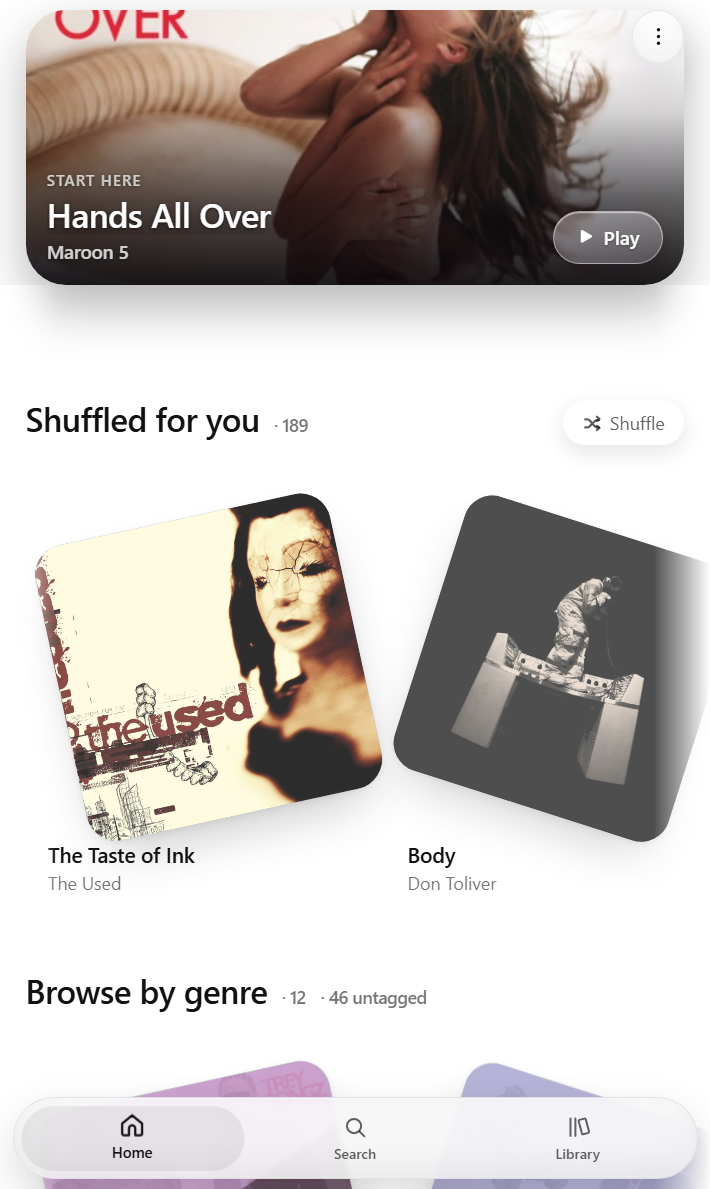 OVER
START HERE
Hands All Over
Maroon 5
Play
Shuffled for you · 189
Shuffle
the used
The Taste of Ink
The Used
Body
Don Toliver
Browse by genre · 12 · 46 untagged
TREY
Home
Search
Library